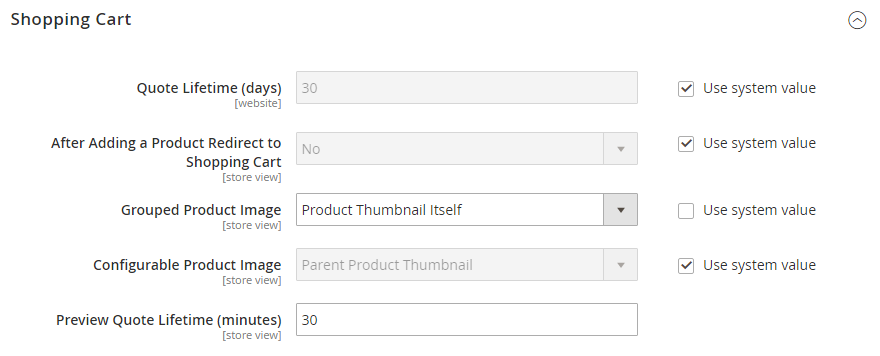 Shopping Cart
Quote Lifetime (days) 30 Use system value
[website]
After Adding a Product Redirect to No Use system value
Shopping Cart
[store view]
Grouped Product Image Product Thumbnail Itself Use system value
[store view]
Configurable Product Image Parent Product Thumbnail Use system value
[store view]
Preview Quote Lifetime (minutes) 30
[store view]